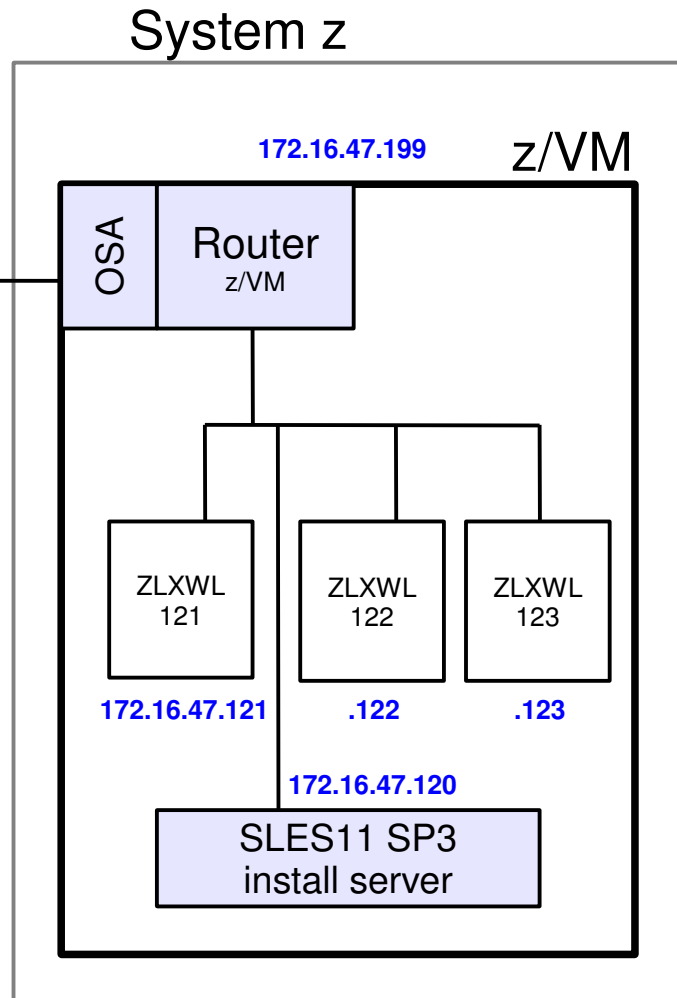 System z
172.16.47.199
z/VM
OSA
Router
z/VM
ZLXWL
121
ZLXWL
122
ZLXWL
123
172.16.47.121
.122
.123
172.16.47.120
SLES11 SP3
install server